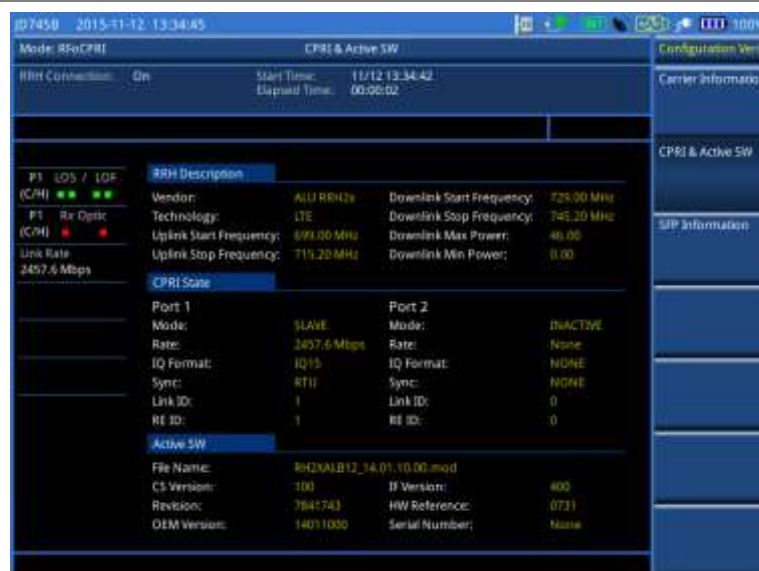 JD745B 2015-11-12 13:34:45 INT 100%
Mode: RFoCPRI CPRI & Active SW
RRH Connection: On Start Time: 11/12 13:34:42
Elapsed Time: 00:00:02
P1 LOS / LOF
(C/H)
P1 Rx Optic
(C/H)
Link Rate
2457.6 Mbps
RRH Description
Vendor: ALU RRH2x Downlink Start Frequency: 729.00 MHz
Technology: LTE Downlink Stop Frequency: 745.20 MHz
Uplink Start Frequency: 699.00 MHz Downlink Max Power: 46.00
Uplink Stop Frequency: 715.20 MHz Downlink Min Power: 0.00
CPRI State
Port 1 Port 2
Mode: SLAVE Mode: INACTIVE
Rate: 2457.6 Mbps Rate: None
IQ Format: IQ15 IQ Format: NONE
Sync: RTU Sync: NONE
Link ID: 1 Link ID: 0
RE ID: 1 RE ID: 0
Active SW
File Name: RH2XALB12_14.01.10.00.mod
CS Version: 100 IF Version: 400
Revision: 7841743 HW Reference: 0731
OEM Version: 14011000 Serial Number: None
Configuration Ver
Carrier Informatio
CPRI & Active SW
SFP Information